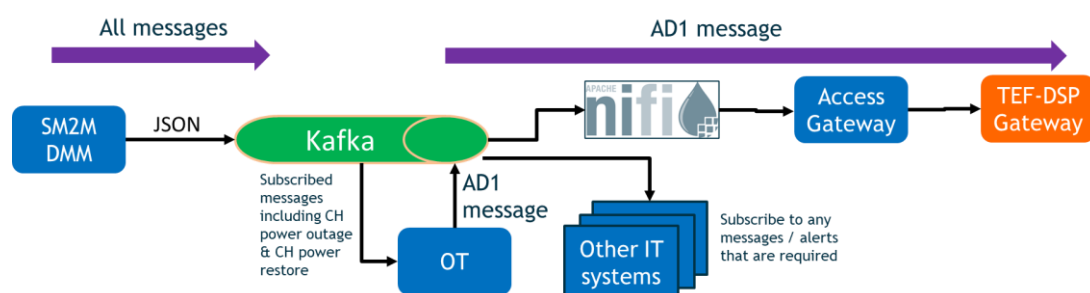 All messages
AD1 message
SM2M
DMM
JSON
Kafka
APACHE
nifi
Access
Gateway
TEF-DSP
Gateway
Subscribed
messages
including CH
power outage
& CH power
restore
AD1
message
OT
Other IT
systems
Subscribe to any
messages / alerts
that are required